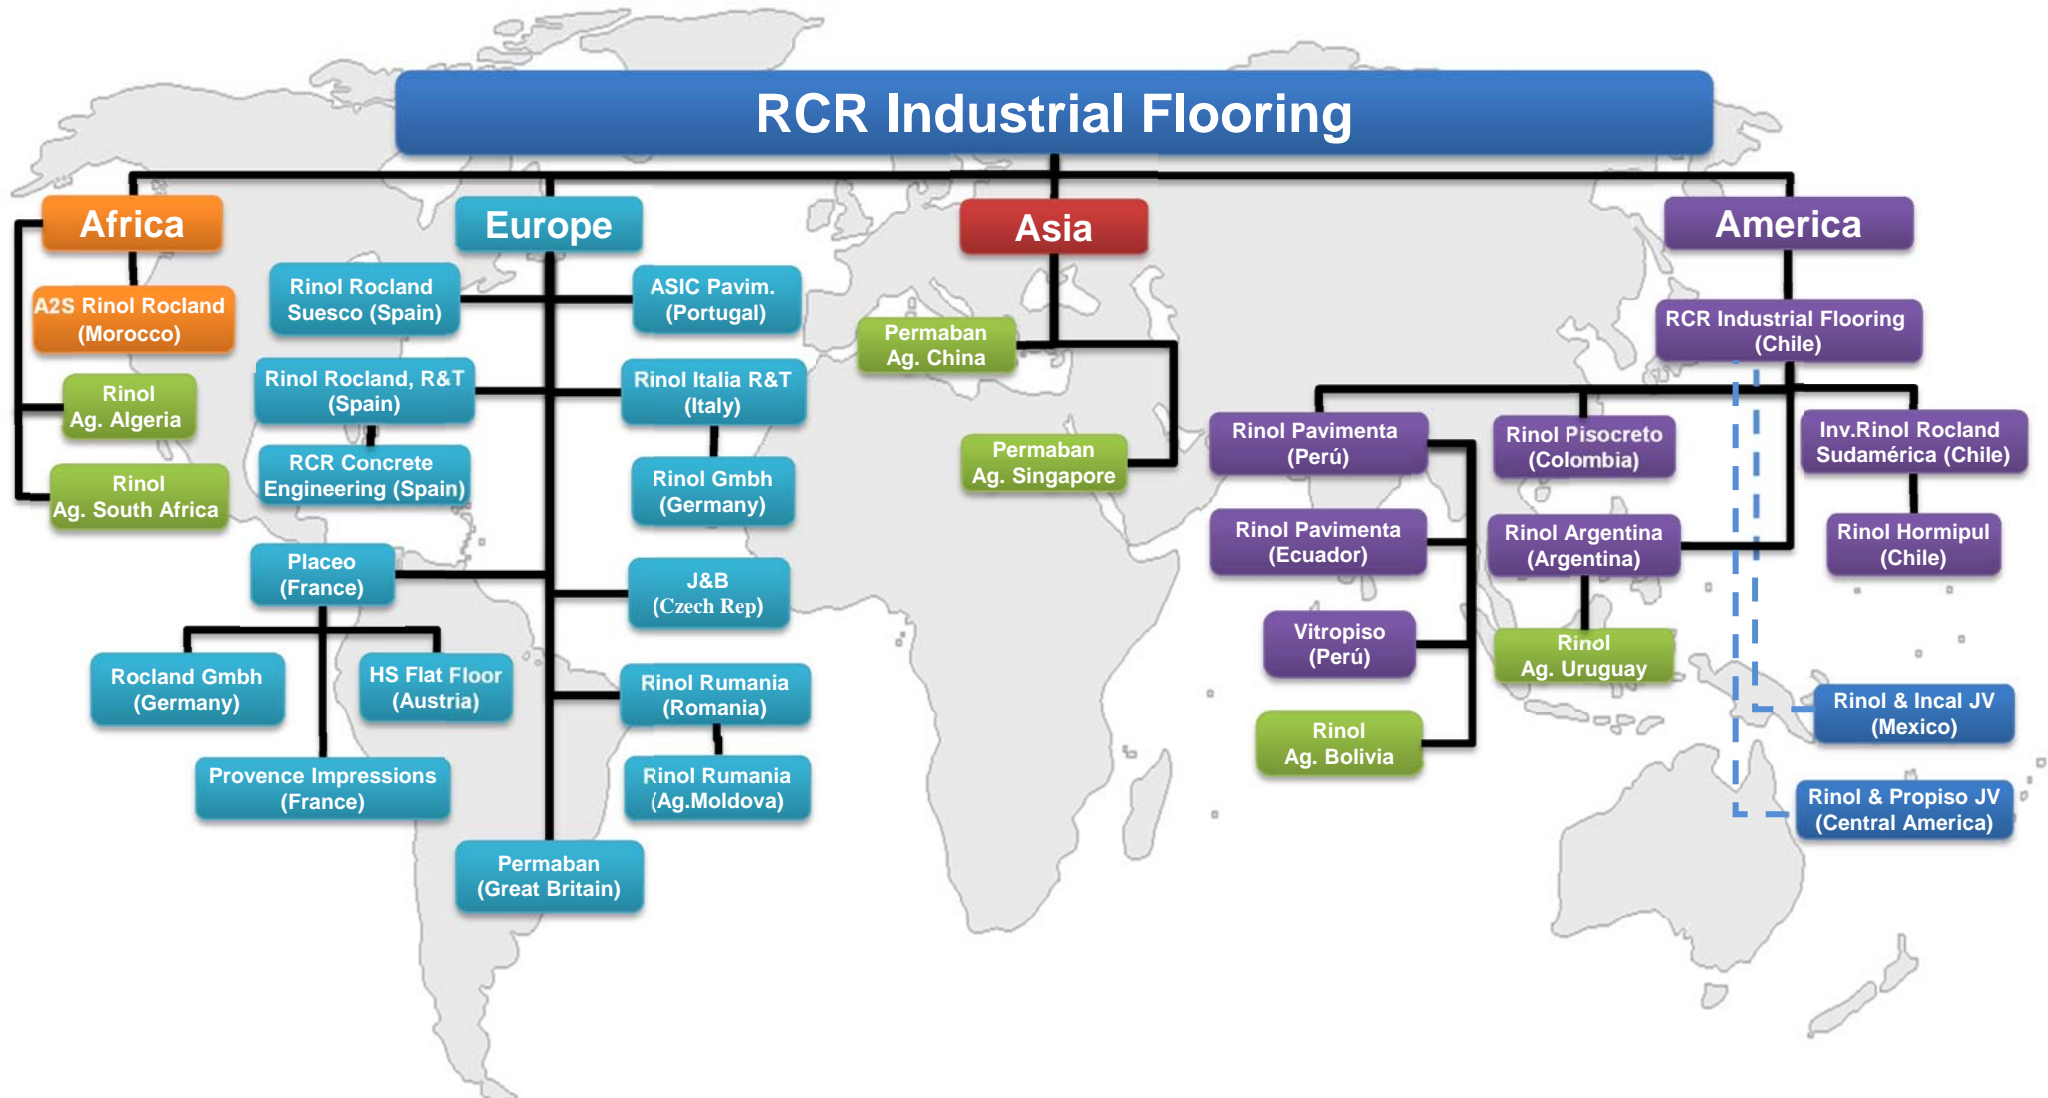 RCR Industrial Flooring
Africa
A2S Rinol Rocland
(Morocco)
Rinol
Ag. Algeria
Rinol
Ag. South Africa
Europe
Rinol Rocland
Suesco (Spain)
ASIC Pavim.
(Portugal)
Rinol Rocland, R&T
(Spain)
Rinol Italia R&T
(Italy)
RCR Concrete
Engineering (Spain)
Rinol Gmbh
(Germany)
Placeo
(France)
J&B
(Czech Rep)
Rocland Gmbh
(Germany)
HS Flat Floor
(Austria)
Rinol Rumania
(Romania)
Provence Impressions
(France)
Rinol Rumania
(Ag.Moldova)
Permaban
(Great Britain)
Asia
Permaban
Ag. China
Permaban
Ag. Singapore
America
RCR Industrial Flooring
(Chile)
Rinol Pavimenta
(Perú)
Rinol Pisocreto
(Colombia)
Inv.Rinol Rocland
Sudamérica (Chile)
Rinol Pavimenta
(Ecuador)
Rinol Argentina
(Argentina)
Rinol Hormipul
(Chile)
Vitropiso
(Perú)
Rinol
Ag. Uruguay
Rinol
Ag. Bolivia
Rinol & Incal JV
(Mexico)
Rinol & Propiso JV
(Central America)